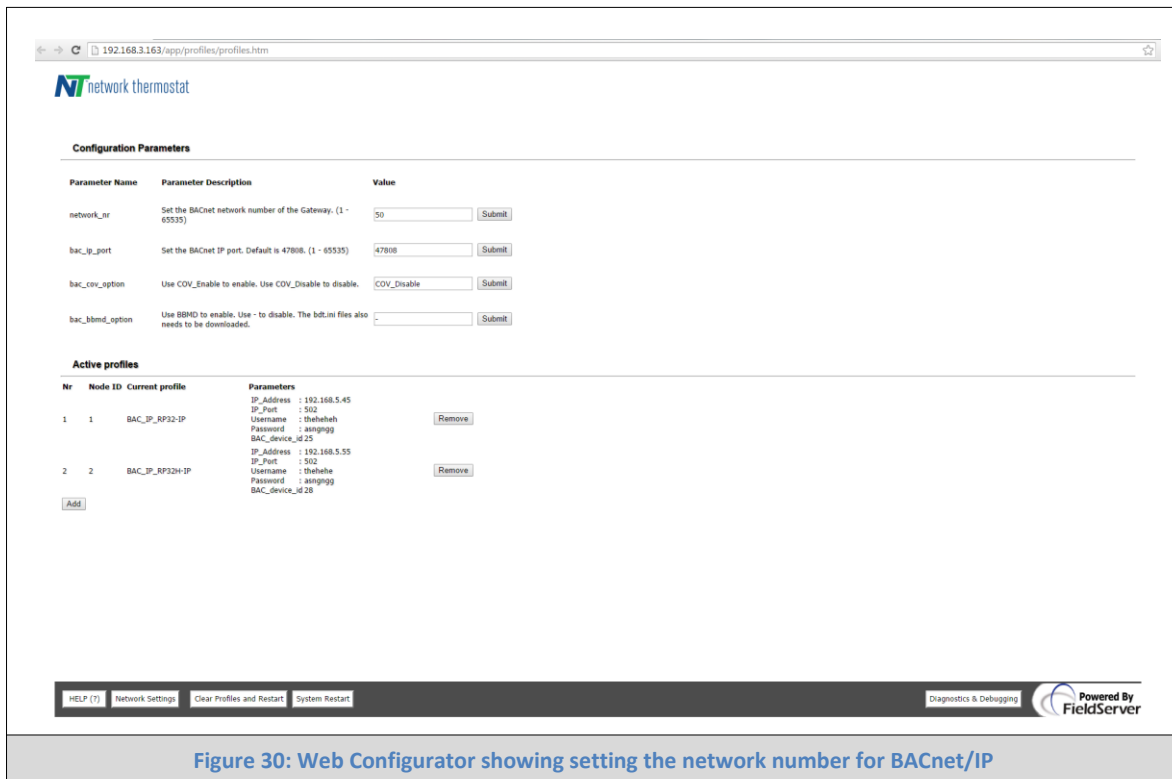 192.168.3.163/app/profiles/profiles.htm
NT network thermostat
Configuration Parameters
Parameter Name Parameter Description Value
network_nr Set the BACnet network number of the Gateway. (1 - 65535) 50 Submit
bac_ip_port Set the BACnet IP port. Default is 47808. (1 - 65535) 47808 Submit
bac_cov_option Use COV_Enable to enable. Use COV_Disable to disable. COV_Disable Submit
bac_bbmd_option Use BBMD to enable. Use - to disable. The bdt.ini files also needs to be downloaded. - Submit
Active profiles
Nr Node ID Current profile Parameters
1 1 BAC_IP_RP32-IP
IP_Address : 192.168.5.45
IP_Port : 502
Username : theheheh
Password : asngngg
BAC_device_id 25
Remove
2 2 BAC_IP_RP32H-IP
IP_Address : 192.168.5.55
IP_Port : 502
Username : thehehe
Password : asngngg
BAC_device_id 28
Remove
Add
HELP (?) Network Settings Clear Profiles and Restart System Restart Diagnostics & Debugging Powered By FieldServer
Figure 30: Web Configurator showing setting the network number for BACnet/IP